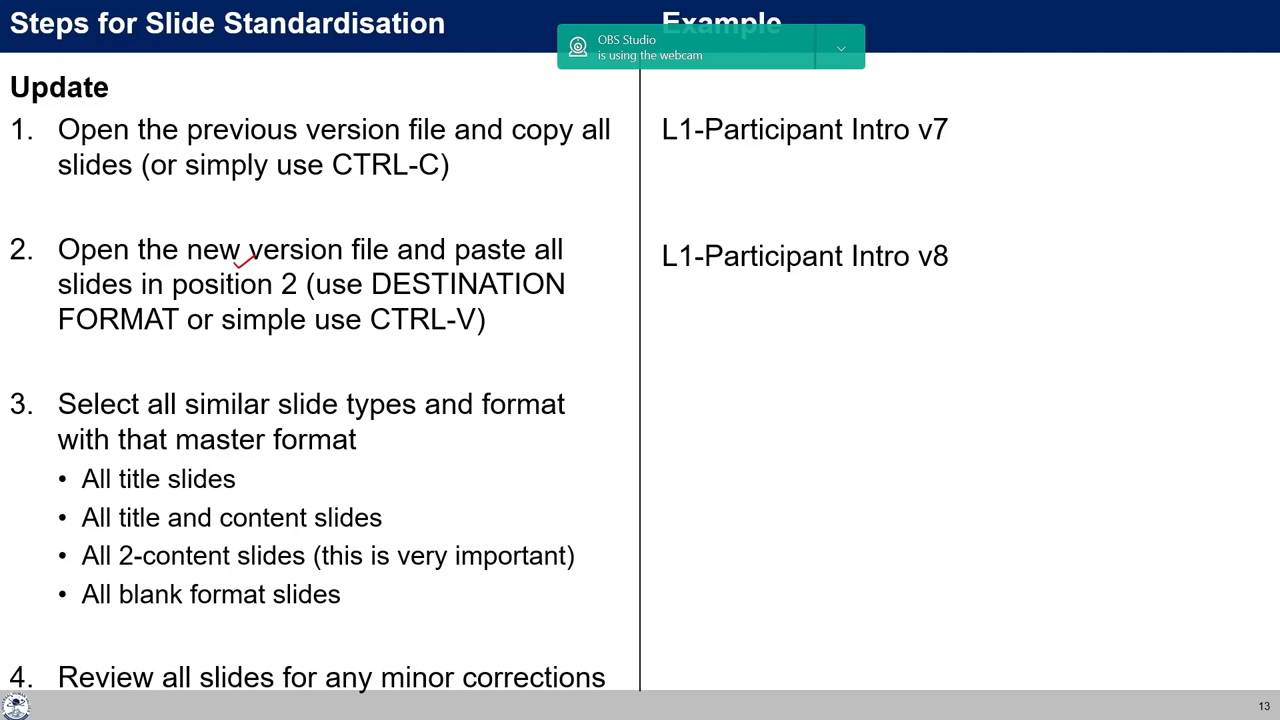 Steps for Slide Standardisation
Example
OBS Studio
is using the webcam
Update
1. Open the previous version file and copy all
slides (or simply use CTRL-C)
L1-Participant Intro v7
2. Open the new version file and paste all
slides in position 2 (use DESTINATION
FORMAT or simple use CTRL-V)
L1-Participant Intro v8
3. Select all similar slide types and format
with that master format
• All title slides
• All title and content slides
• All 2-content slides (this is very important)
• All blank format slides
4. Review all slides for any minor corrections
13